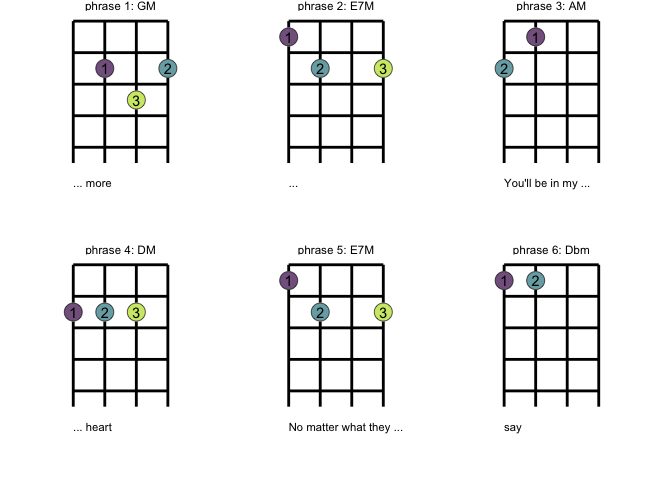 phrase 1: GM
phrase 2: E7M
phrase 3: AM
1
1
1
2
2
3
2
3
... more
...
You'll be in my ...
phrase 4: DM
phrase 5: E7M
phrase 6: Dbm
1
1
2
1
2
3
2
3
... heart
No matter what they ...
say